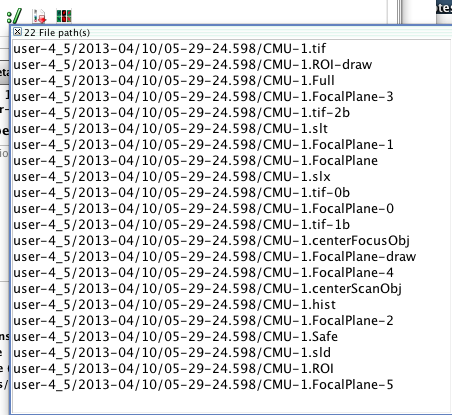 tes
22 File path(s)
user-4_5/2013-04/10/05-29-24.598/CMU-1.tif
user-4_5/2013-04/10/05-29-24.598/CMU-1.ROI-draw
user-4_5/2013-04/10/05-29-24.598/CMU-1.Full
user-4_5/2013-04/10/05-29-24.598/CMU-1.FocalPlane-3
user-4_5/2013-04/10/05-29-24.598/CMU-1.tif-2b
user-4_5/2013-04/10/05-29-24.598/CMU-1.slt
user-4_5/2013-04/10/05-29-24.598/CMU-1.FocalPlane-1
user-4_5/2013-04/10/05-29-24.598/CMU-1.FocalPlane
user-4_5/2013-04/10/05-29-24.598/CMU-1.slx
user-4_5/2013-04/10/05-29-24.598/CMU-1.tif-0b
user-4_5/2013-04/10/05-29-24.598/CMU-1.FocalPlane-0
user-4_5/2013-04/10/05-29-24.598/CMU-1.tif-1b
user-4_5/2013-04/10/05-29-24.598/CMU-1.centerFocusObj
user-4_5/2013-04/10/05-29-24.598/CMU-1.FocalPlane-draw
user-4_5/2013-04/10/05-29-24.598/CMU-1.FocalPlane-4
user-4_5/2013-04/10/05-29-24.598/CMU-1.centerScanObj
user-4_5/2013-04/10/05-29-24.598/CMU-1.hist
user-4_5/2013-04/10/05-29-24.598/CMU-1.FocalPlane-2
user-4_5/2013-04/10/05-29-24.598/CMU-1.Safe
user-4_5/2013-04/10/05-29-24.598/CMU-1.sld
user-4_5/2013-04/10/05-29-24.598/CMU-1.ROI
user-4_5/2013-04/10/05-29-24.598/CMU-1.FocalPlane-5